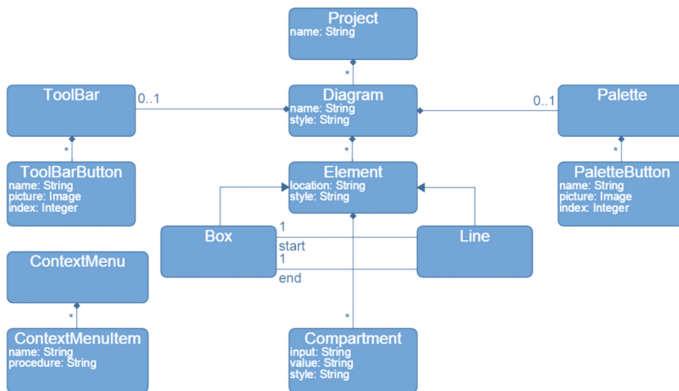 Project
name: String
*
ToolBar
0..1
Diagram
name: String
style: String
0..1
Palette
*
*
*
ToolBarButton
name: String
picture: Image
index: Integer
Element
location: String
style: String
PaletteButton
name: String
picture: Image
index: Integer
Box
1
start
1
end
Line
ContextMenu
*
*
ContextMenuItem
name: String
procedure: String
Compartment
input: String
value: String
style: String